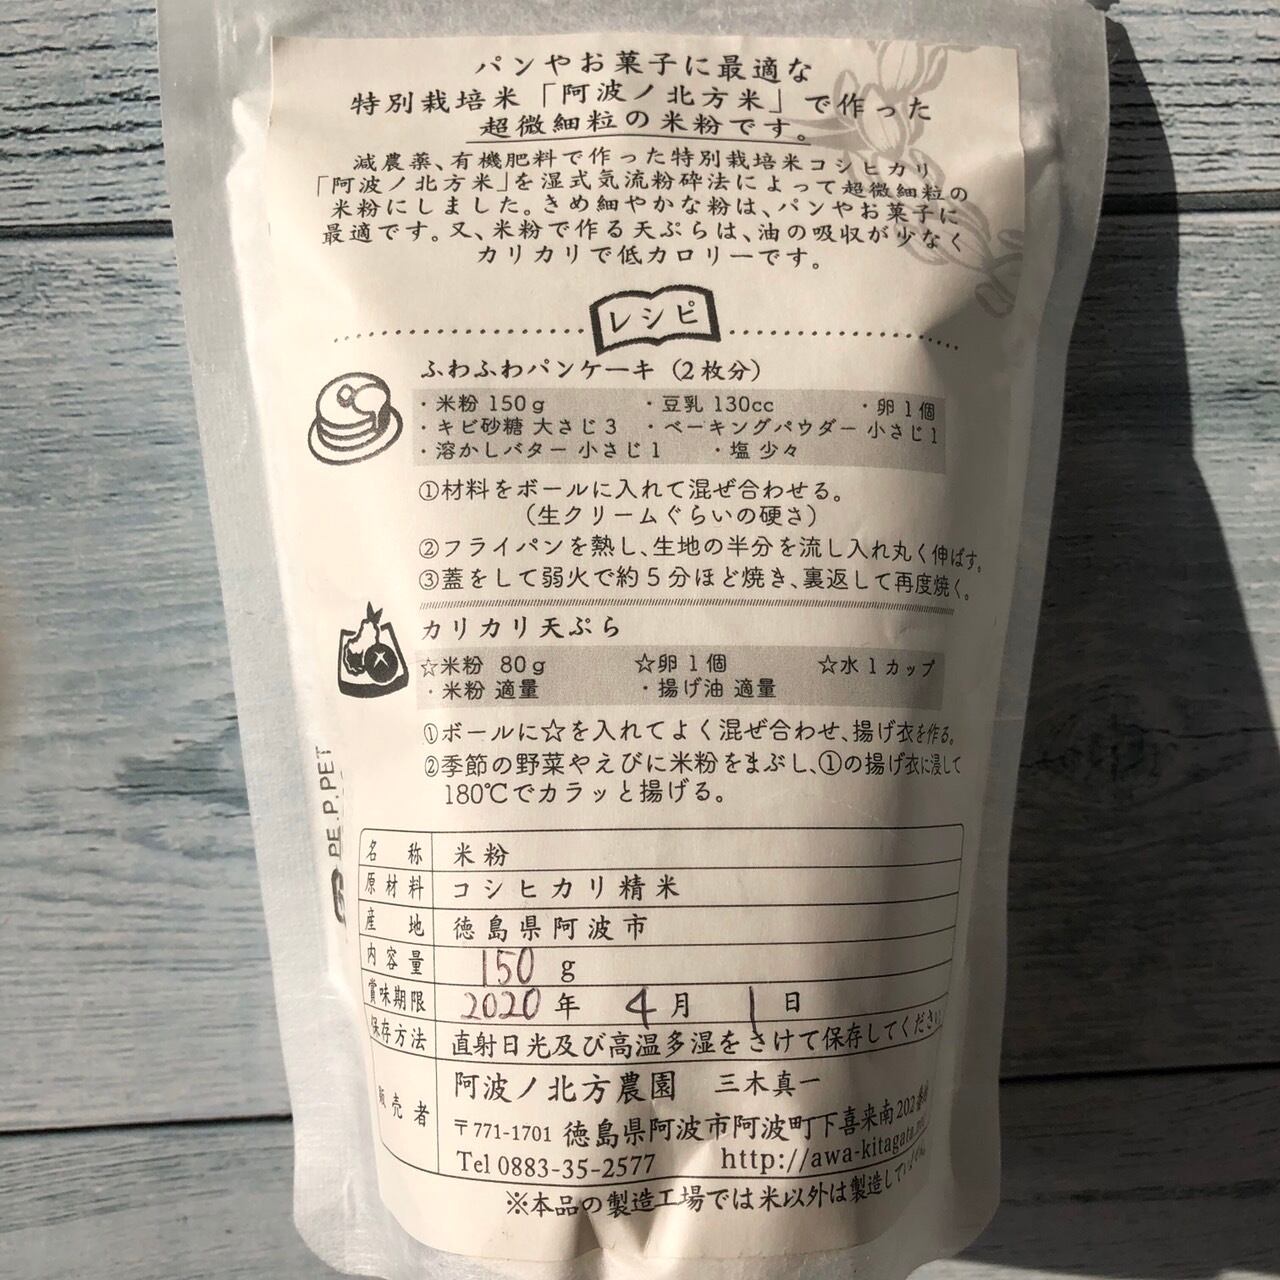 パンやお菓子に最適な
特別栽培米「阿波ノ北方米」で作った
超微細粒の米粉です。
減農薬、有機肥料で作った特別栽培米コシヒカリ
「阿波ノ北方米」を湿式気流粉砕法によって超微細粒の
米粉にしました。きめ細やかな粉は、パンやお菓子に
最適です。又、米粉で作る天ぷらは、油の吸収が少なく
カリカリで低カロリーです。
レシピ
ふわふわパンケーキ（2枚分）
・米粉 150g ・豆乳 130cc ・卵 1個
・キビ砂糖 大さじ3 ・ベーキングパウダー 小さじ1
・溶かしバター 小さじ1 ・塩 少々
①材料をボールに入れて混ぜ合わせる。
（生クリームぐらいの硬さ）
②フライパンを熱し、生地の半分を流し入れ丸く伸ばす。
③蓋をして弱火で約5分ほど焼き、裏返して再度焼く。
カリカリ天ぷら
☆米粉 80g ☆卵 1個 ☆水 1カップ
・米粉 適量 ・揚げ油 適量
①ボールに☆を入れてよく混ぜ合わせ、揚げ衣を作る。
②季節の野菜やえびに米粉をまぶし、①の揚げ衣に浸して
180℃でカラッと揚げる。
PE.P.PET
名称 米粉
原材料 コシヒカリ精米
産地 徳島県阿波市
内容量 150 g
賞味期限 2020年 4月 1日
保存方法 直射日光及び高温多湿をさけて保存してください
販売者 阿波ノ北方農園 三木真一
〒771-1701 徳島県阿波市阿波町下喜来南202番地
Tel 0883-35-2577 http://awa-kitagata.
※本品の製造工場では米以外は製造していません